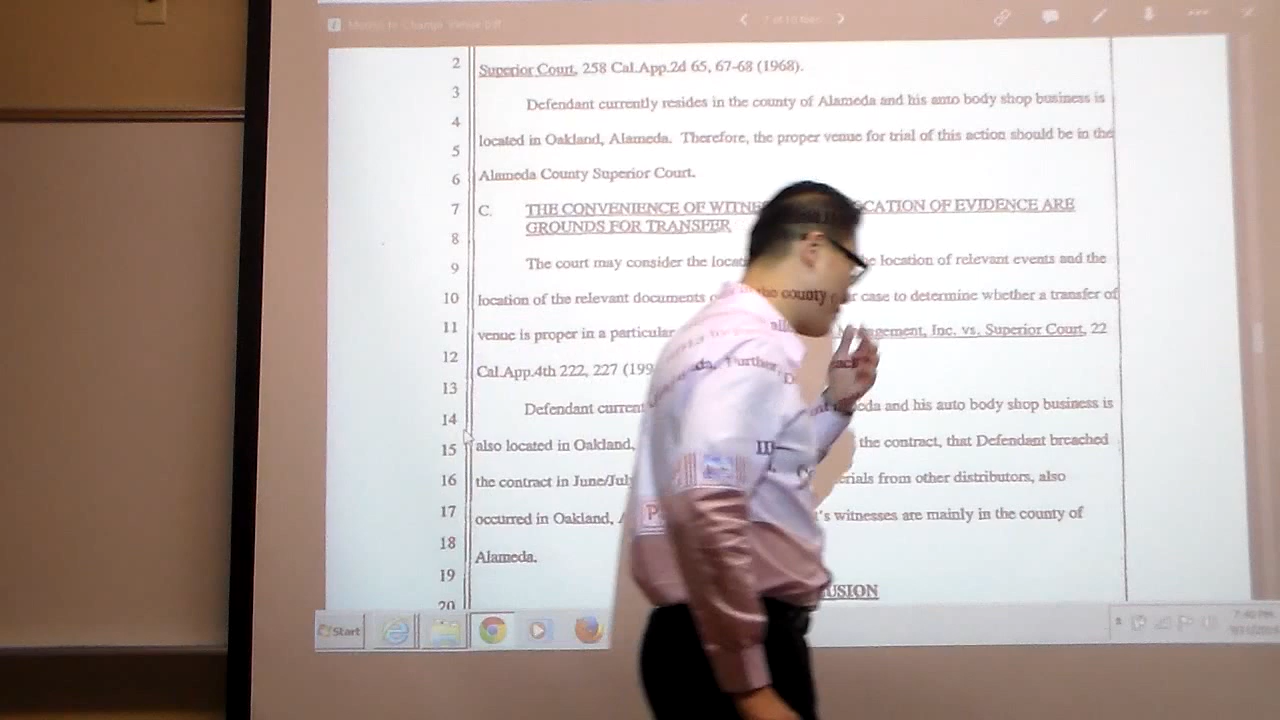 Motion to Change Venue.pdf
2 Superior Court, 258 Cal.App.2d 65, 67-68 (1968).
3 Defendant currently resides in the county of Alameda and his auto body shop business is
4
located in Oakland, Alameda. Therefore, the proper venue for trial of this action should be in the
5
6 Alameda County Superior Court.
7 C. THE CONVENIENCE OF CATION OF EVIDENCE ARE
8 GROUNDS FOR TRANSFER
9 The court may consider the location of relevant events and the
10 location of the relevant documents in the county case to determine whether a transfer of
11 venue is proper in a particular Inc. vs. Superior Court, 22
12 Cal.App.4th 222, 227 Further,
13 Defendant and his auto body shop business is
14
15 also located in Oakland, the contract, that Defendant breached
16 the contract in June/July from other distributors, also
17 occurred in Oakland, 's witnesses are mainly in the county of
18 Alameda.
19 USION
20
Start